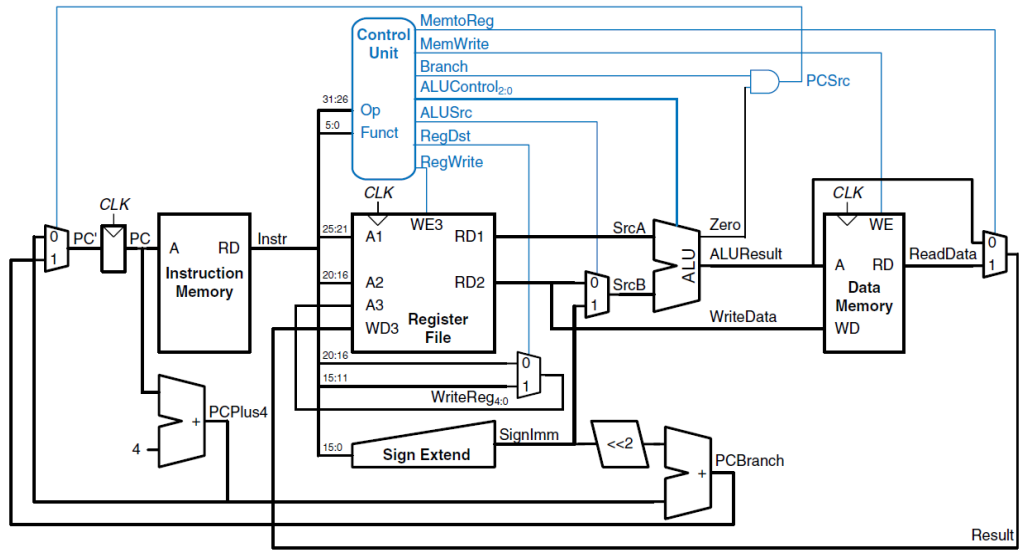 MemtoReg
Control
Unit
MemWrite
Branch
PCSrc
ALUControl2:0
31:26
Op
ALUSrc
5:0
Funct
RegDst
RegWrite
CLK
CLK
CLK
0
1
PC'
PC
A
RD
Instr
Instruction
Memory
25:21
A1
WE3
RD1
SrcA
Zero
WE
0
1
20:16
A2
RD2
0
1
SrcB
ALU
ALUResult
A
RD
ReadData
Data
Memory
A3
WD3
Register
File
WriteData
WD
20:16
0
15:11
1
WriteReg4:0
PCPlus4
+
4
15:0
Sign Extend
SignImm
<<2
+
PCBranch
Result